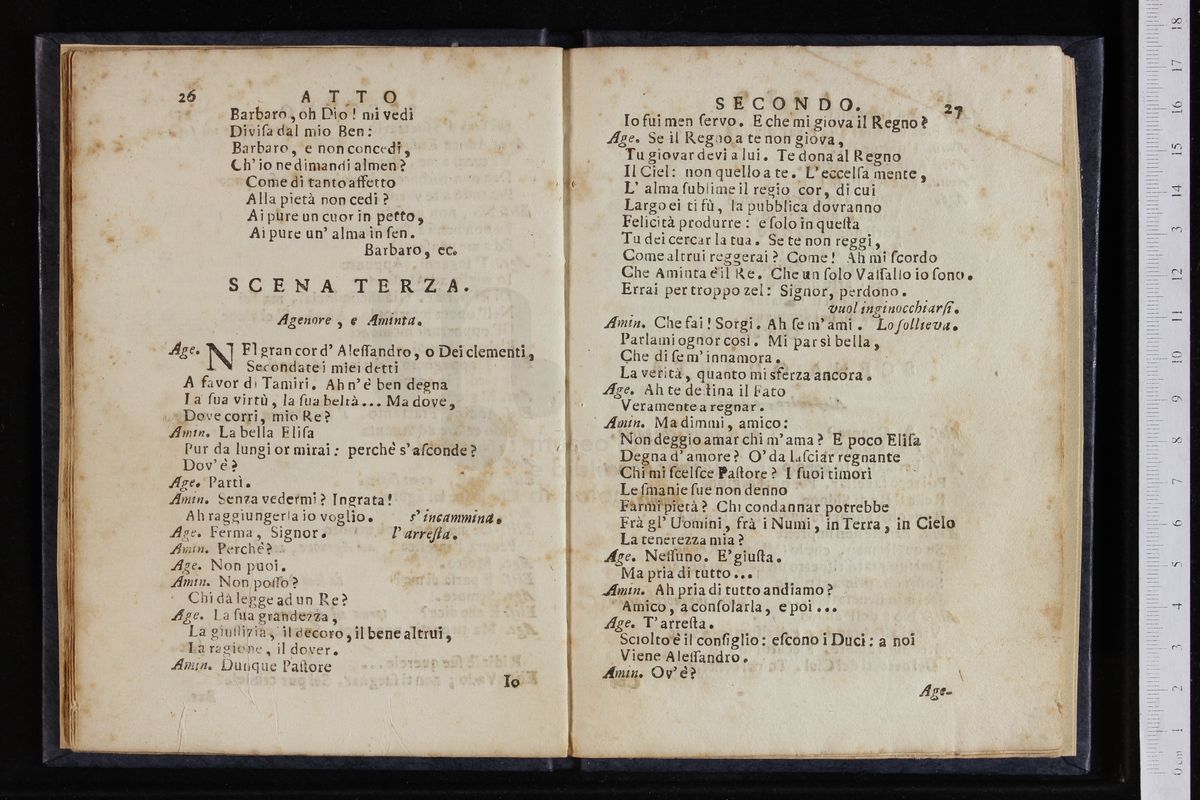 26 ATTO
Barbaro, oh Dio! mi vedi
Diviſa dal mio Ben:
Barbaro, e non concedi,
Ch' io ne dimandi almen?
Come di tanto affetto
Alla pietà non cedi?
Ai pure un cuor in petto,
Ai pure un' alma in ſen.
Barbaro, ec.
SCENA TERZA.
Agenore, e Aminta.
Age. NEl gran cor d' Aleſſandro, o Dei clementi,
Secondate i miei detti
A favor di Tamiri. Ah n' è ben degna
La ſua virtù, la ſua beltà... Ma dove,
Dove corri, mio Re?
Amin. La bella Eliſa
Pur da lungi or mirai: perchè s' aſconde?
Dov' è?
Age. Partì.
Amin. Senza vedermi? Ingrata!
Ah raggiungerla io voglio. s' incammina.
Age. Ferma, Signor. l' arreſta.
Amin. Perchè?
Age. Non puoi.
Amin. Non poſſo?
Chi dà legge ad un Re?
Age. La ſua grandezza,
La giuſtizia, il decoro, il bene altrui,
La ragione, il dover.
Amin. Dunque Paſtore
Io
SECONDO. 27
Io fui men ſervo. E che mi giova il Regno?
Age. Se il Regno a te non giova,
Tu giovar devi a lui. Te dona al Regno
Il Ciel: non quello a te. L' eccelſa mente,
L' alma ſublime il regio cor, di cui
Largo ei ti fù, la pubblica dovranno
Felicità produrre: e ſolo in queſta
Tu dei cercar la tua. Se te non reggi,
Come altrui reggerai? Come! Ah mi ſcordo
Che Aminta è il Re. Che un ſolo Vaſſallo io ſono.
Errai per troppo zel: Signor, perdono.
vuol inginocchiarſi.
Amin. Che fai! Sorgi. Ah ſe m' ami. Lo ſollieva.
Parlami ognor così. Mi par sì bella,
Che di ſe m' innamora.
La verità, quanto mi sferza ancora.
Age. Ah te deſtina il Fato
Veramente a regnar.
Amin. Ma dimmi, amico:
Non deggio amar chi m' ama? E poco Eliſa
Degna d' amore? O' da laſciar regnante
Chi mi ſcelſce Paſtore? I ſuoi timori
Le ſmanie ſue non denno
Farmi pietà? Chi condannar potrebbe
Frà gl' Uomini, frà i Numi, in Terra, in Cielo
La tenerezza mia?
Age. Neſſuno. E' giuſta.
Ma pria di tutto...
Amin. Ah pria di tutto andiamo?
Amico, a conſolarla, e poi...
Age. T' arreſta.
Sciolto è il conſiglio: eſcono i Duci: a noi
Viene Aleſſandro.
Amin. Ov' è?
Age-